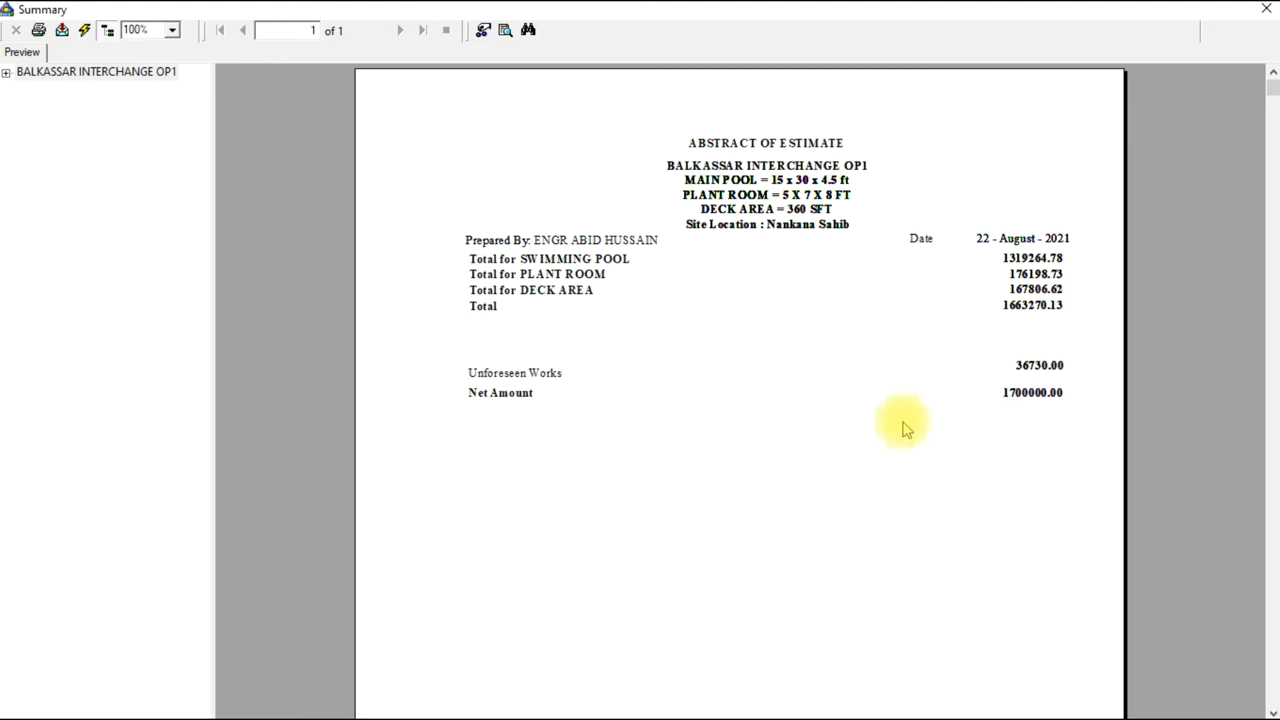 Summary
100%
1 of 1
Preview
BALKASSAR INTERCHANGE OP1
ABSTRACT OF ESTIMATE
BALKASSAR INTERCHANGE OP1
MAIN POOL = 15 x 30 x 4.5 ft
PLANT ROOM = 5 X 7 X 8 FT
DECK AREA = 360 SFT
Site Location : Nankana Sahib
Prepared By: ENGR ABID HUSSAIN Date 22 - August - 2021
Total for SWIMMING POOL 1319264.78
Total for PLANT ROOM 176198.73
Total for DECK AREA 167806.62
Total 1663270.13
Unforeseen Works 36730.00
Net Amount 1700000.00